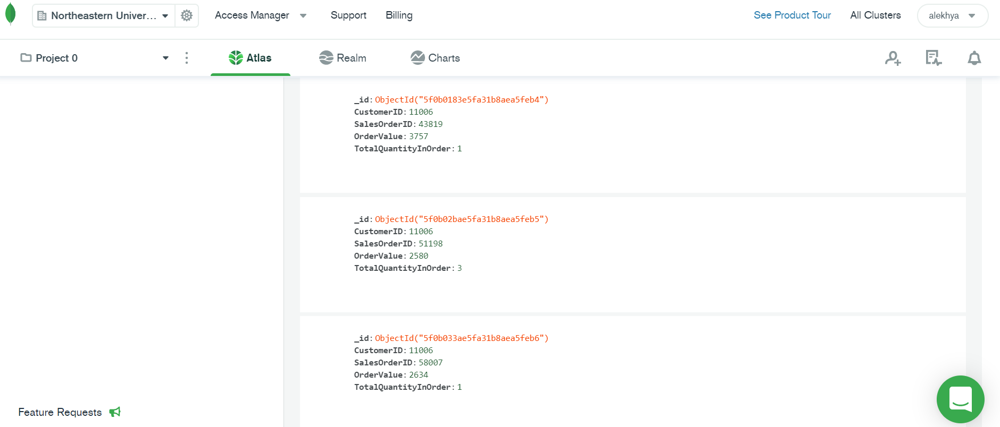 Northeastern Univer... Access Manager Support Billing See Product Tour All Clusters alekhya
Project 0 Atlas Realm Charts
_id: ObjectId("5f0b0183e5fa31b8aea5feb4")
CustomerID: 11006
SalesOrderID: 43819
OrderValue: 3757
TotalQuantityInOrder: 1
_id: ObjectId("5f0b02bae5fa31b8aea5feb5")
CustomerID: 11006
SalesOrderID: 51198
OrderValue: 2580
TotalQuantityInOrder: 3
_id: ObjectId("5f0b033ae5fa31b8aea5feb6")
CustomerID: 11006
SalesOrderID: 58007
OrderValue: 2634
TotalQuantityInOrder: 1
Feature Requests